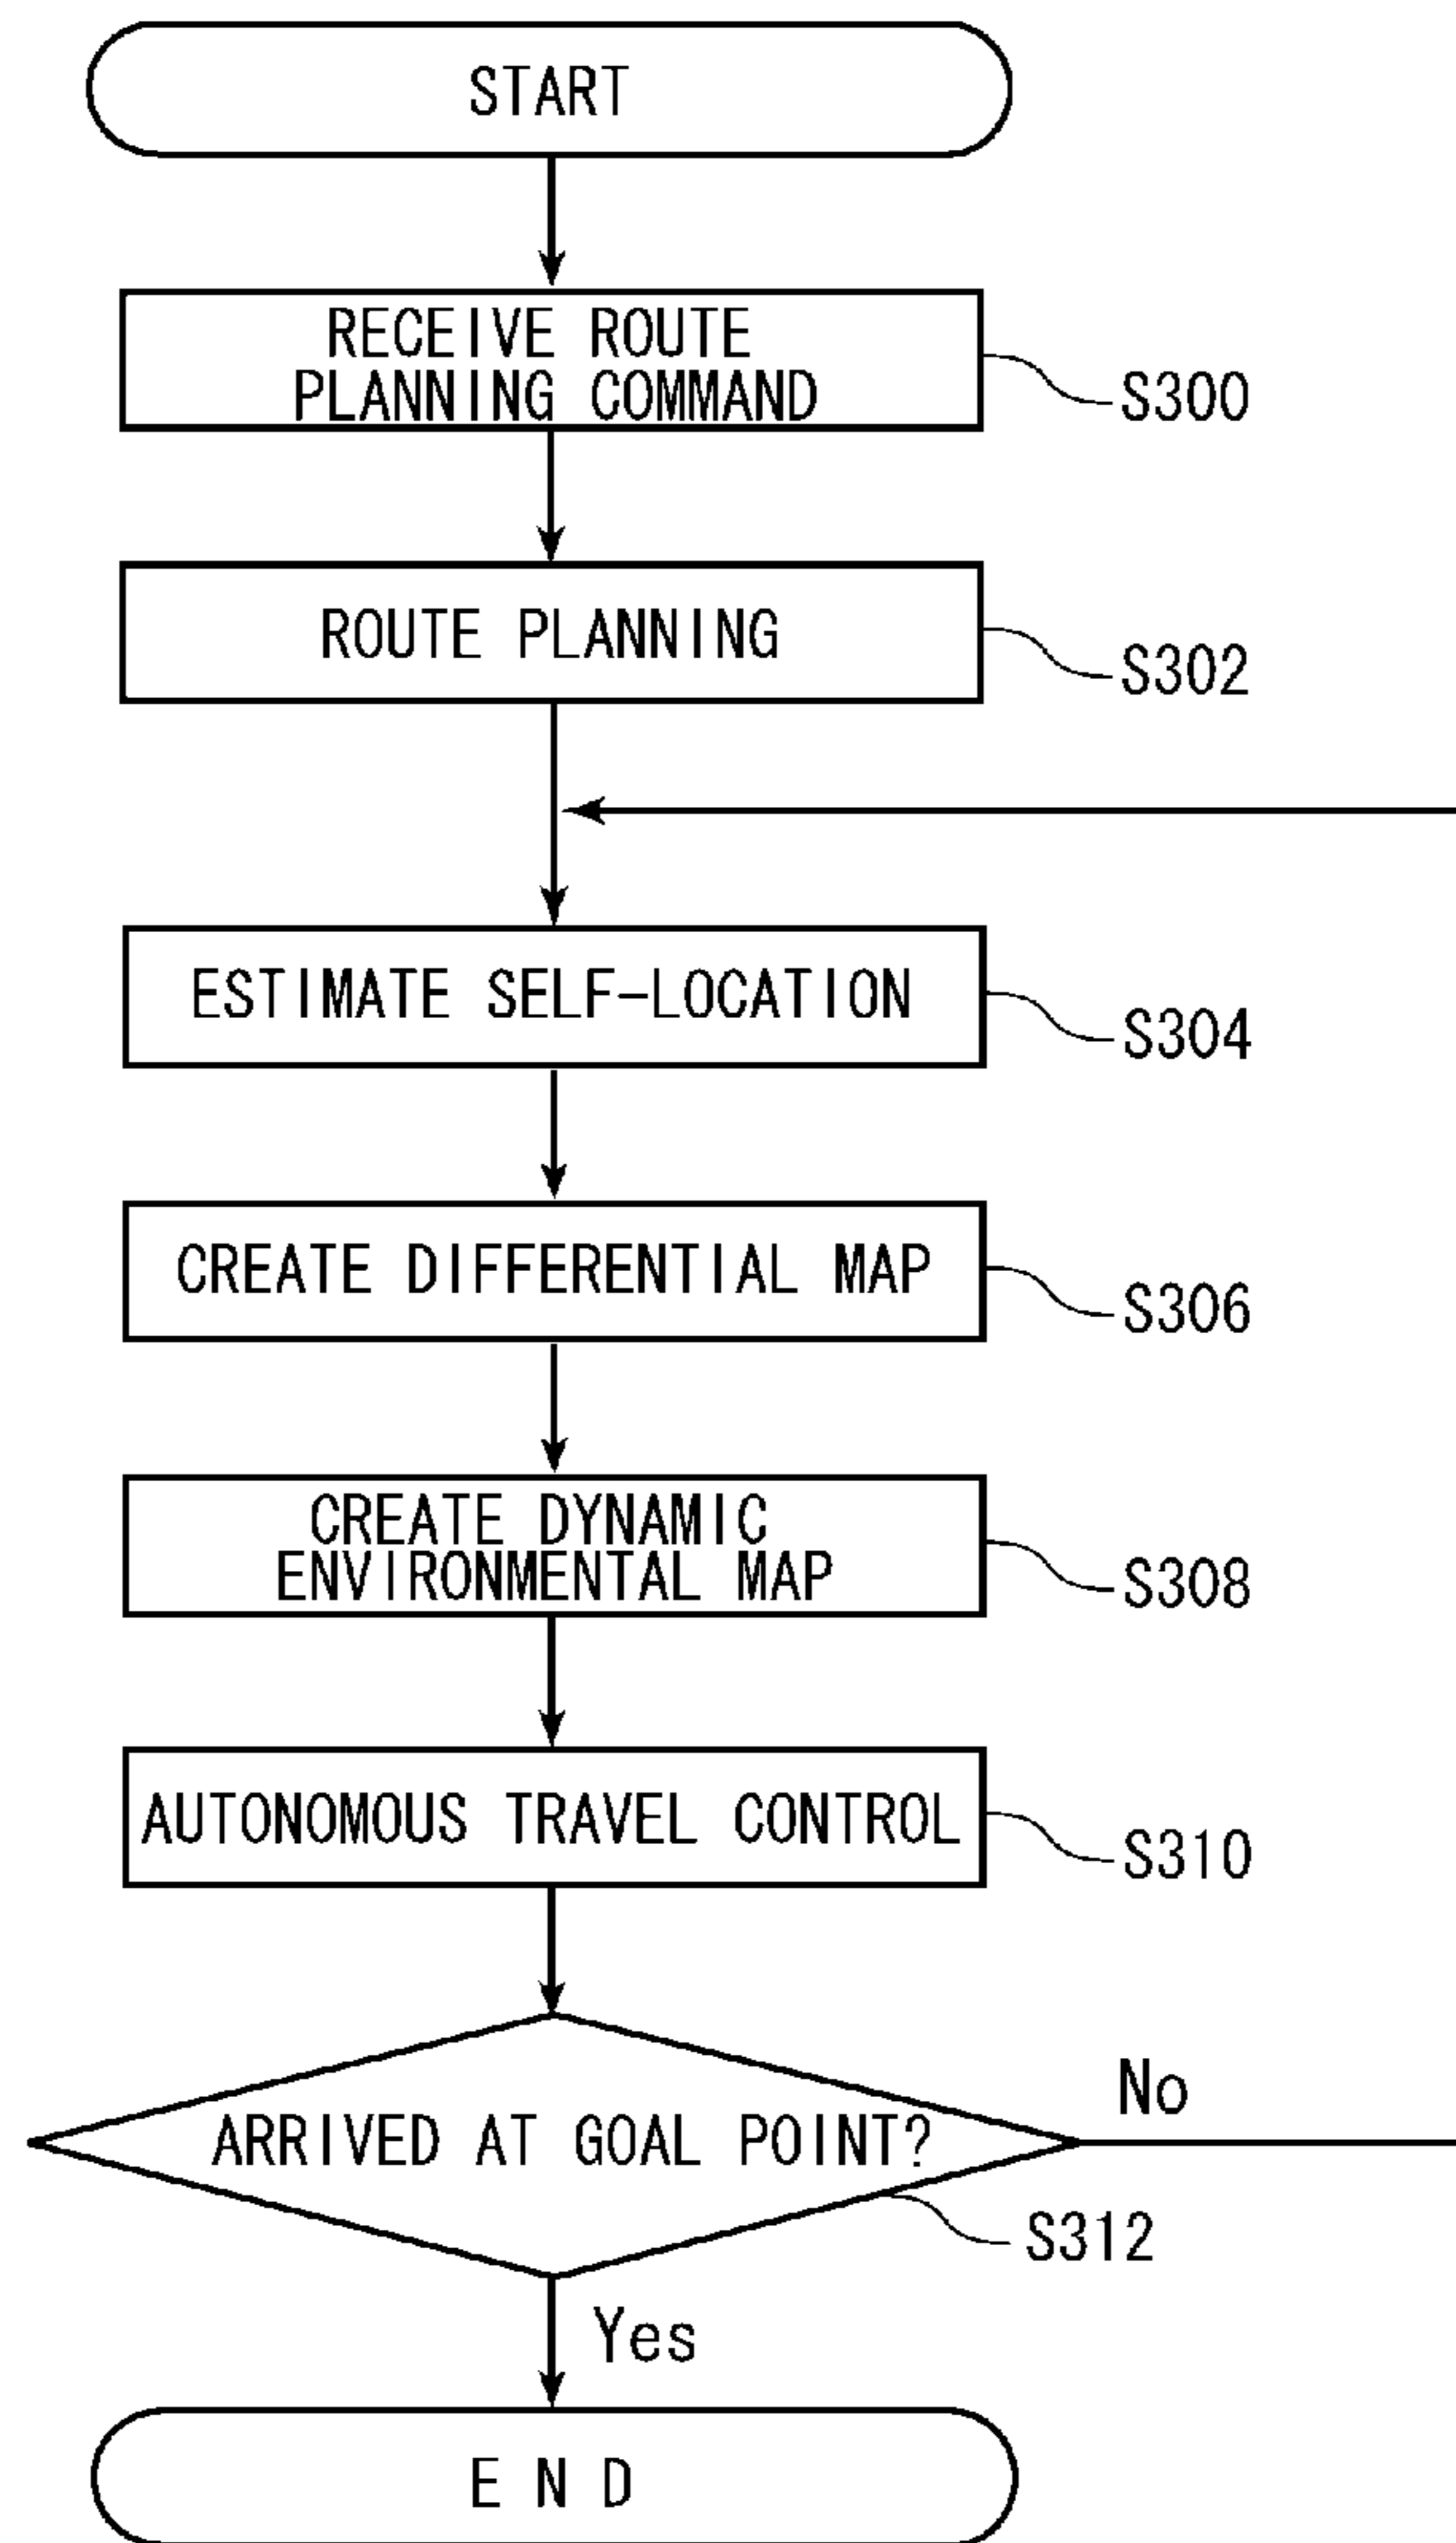 START
RECEIVE ROUTE
PLANNING COMMAND
S300
ROUTE PLANNING
S302
ESTIMATE SELF-LOCATION
S304
CREATE DIFFERENTIAL MAP
S306
CREATE DYNAMIC
ENVIRONMENTAL MAP
S308
AUTONOMOUS TRAVEL CONTROL
S310
ARRIVED AT GOAL POINT?
No
S312
Yes
END